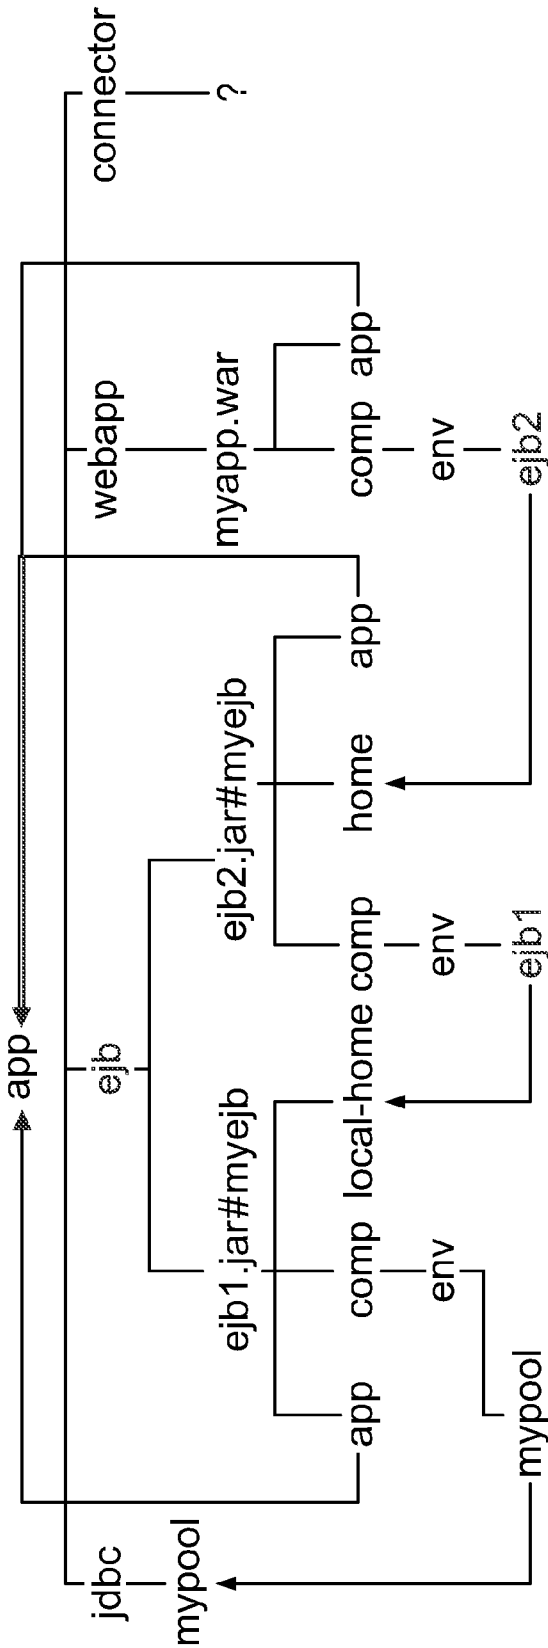 app
jdbc ejb webapp connector
mypool ejb1.jar#myejb ejb2.jar#myejb myapp.war ?
app comp local-home comp home app comp app
env env env
mypool ejb1 ejb2